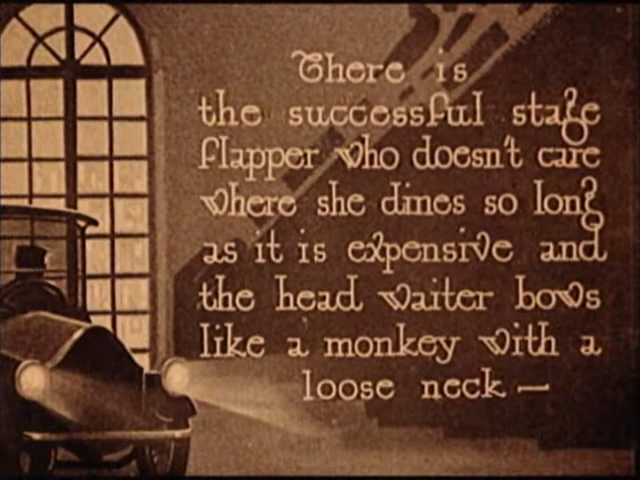 There is
the successful stage
flapper who doesn't care
where she dines so long
as it is expensive and
the head waiter bows
like a monkey with a
loose neck —